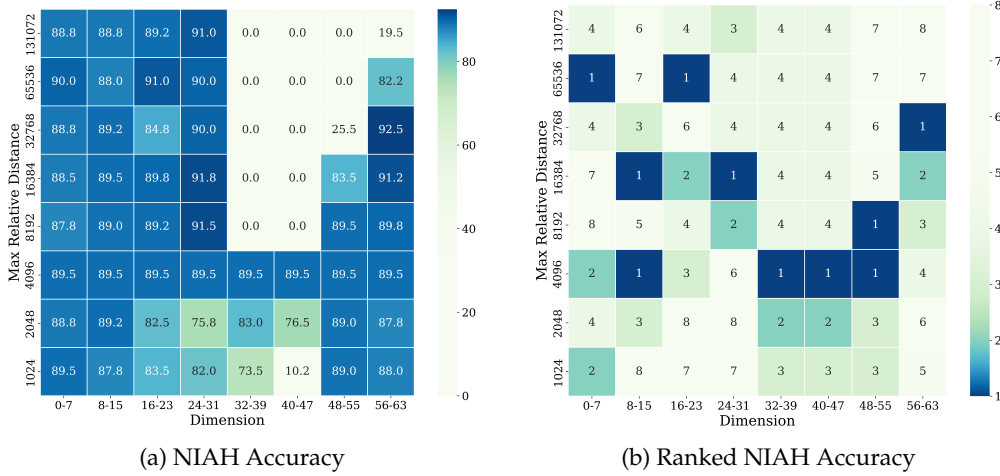 131072 88.8 88.8 89.2 91.0 0.0 0.0 0.0 19.5
65536 90.0 88.0 91.0 90.0 0.0 0.0 0.0 82.2
32768 88.8 89.2 84.8 90.0 0.0 0.0 25.5 92.5
16384 88.5 89.5 89.8 91.8 0.0 0.0 83.5 91.2
8192 87.8 89.0 89.2 91.5 0.0 0.0 89.5 89.8
4096 89.5 89.5 89.5 89.5 89.5 89.5 89.5 89.5
2048 88.8 89.2 82.5 75.8 83.0 76.5 89.0 87.8
1024 89.5 87.8 83.5 82.0 73.5 10.2 89.0 88.0
0-7 8-15 16-23 24-31 32-39 40-47 48-55 56-63
Dimension
Max Relative Distance
80
60
40
20
0
(a) NIAH Accuracy
131072 4 6 4 3 4 4 7 8
65536 1 7 1 4 4 4 7 7
32768 4 3 6 4 4 4 6 1
16384 7 1 2 1 4 4 5 2
8192 8 5 4 2 4 4 1 3
4096 2 1 3 6 1 1 1 4
2048 4 3 8 8 2 2 3 6
1024 2 8 7 7 3 3 3 5
0-7 8-15 16-23 24-31 32-39 40-47 48-55 56-63
Dimension
Max Relative Distance
8
7
6
5
4
3
2
1
(b) Ranked NIAH Accuracy